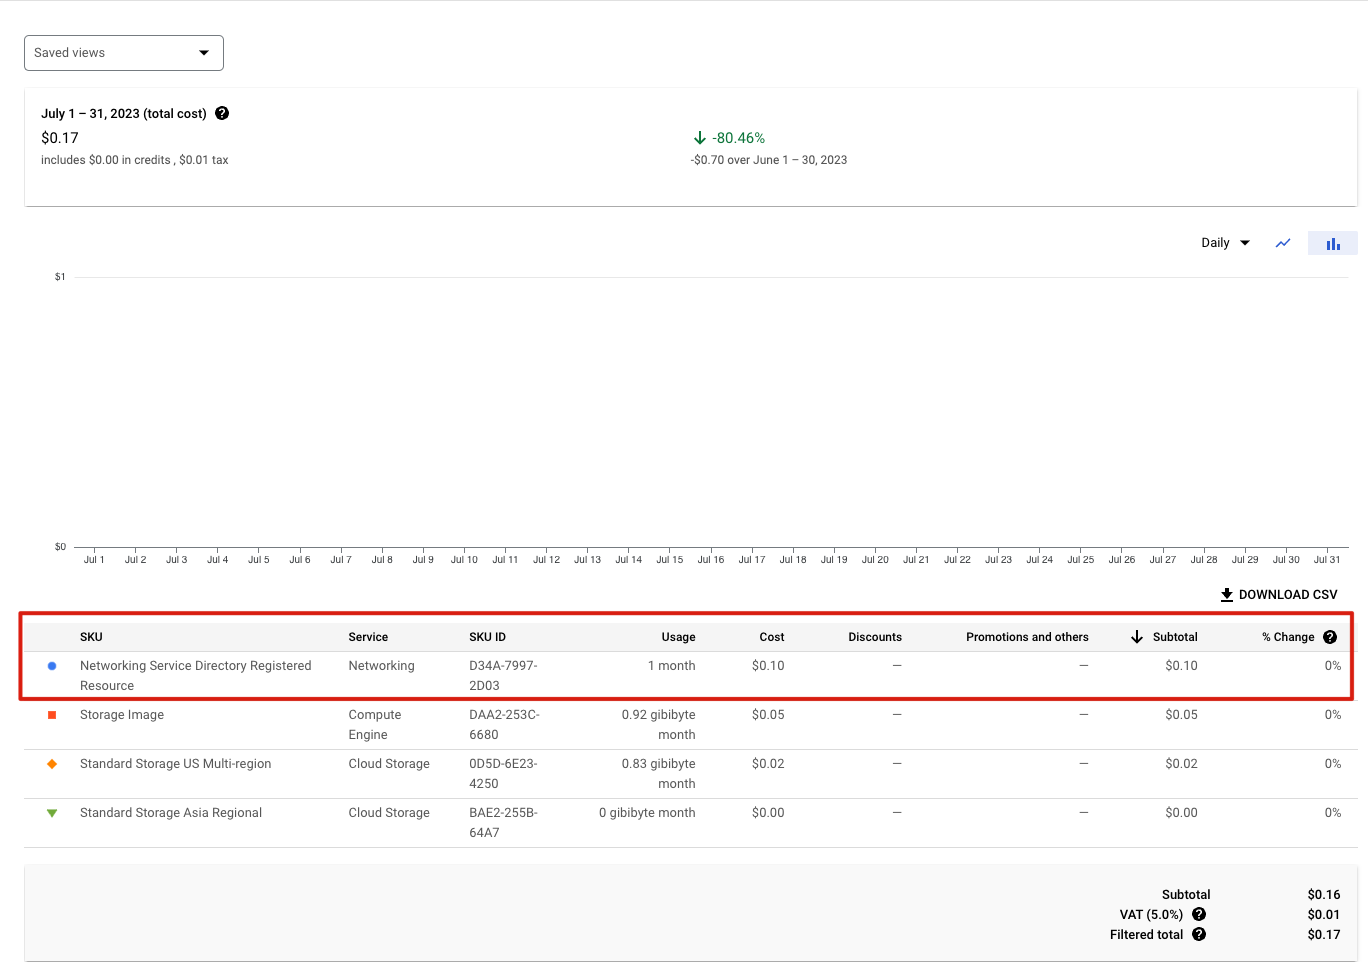 Saved views
July 1 – 31, 2023 (total cost) ?
$0.17
includes $0.00 in credits , $0.01 tax
-80.46%
-$0.70 over June 1 – 30, 2023
Daily
$1
$0
Jul 1 Jul 2 Jul 3 Jul 4 Jul 5 Jul 6 Jul 7 Jul 8 Jul 9 Jul 10 Jul 11 Jul 12 Jul 13 Jul 14 Jul 15 Jul 16 Jul 17 Jul 18 Jul 19 Jul 20 Jul 21 Jul 22 Jul 23 Jul 24 Jul 25 Jul 26 Jul 27 Jul 28 Jul 29 Jul 30 Jul 31
DOWNLOAD CSV
SKU Service SKU ID Usage Cost Discounts Promotions and others Subtotal % Change ?
Networking Service Directory Registered Networking D34A-7997- 1 month $0.10 — — $0.10 0%
Resource 2D03
Storage Image Compute DAA2-253C- 0.92 gibibyte $0.05 — — $0.05 0%
Engine 6680 month
Standard Storage US Multi-region Cloud Storage 0D5D-6E23- 0.83 gibibyte $0.02 — — $0.02 0%
4250 month
Standard Storage Asia Regional Cloud Storage BAE2-255B- 0 gibibyte month $0.00 — — $0.00 0%
64A7
Subtotal $0.16
VAT (5.0%) ? $0.01
Filtered total ? $0.17